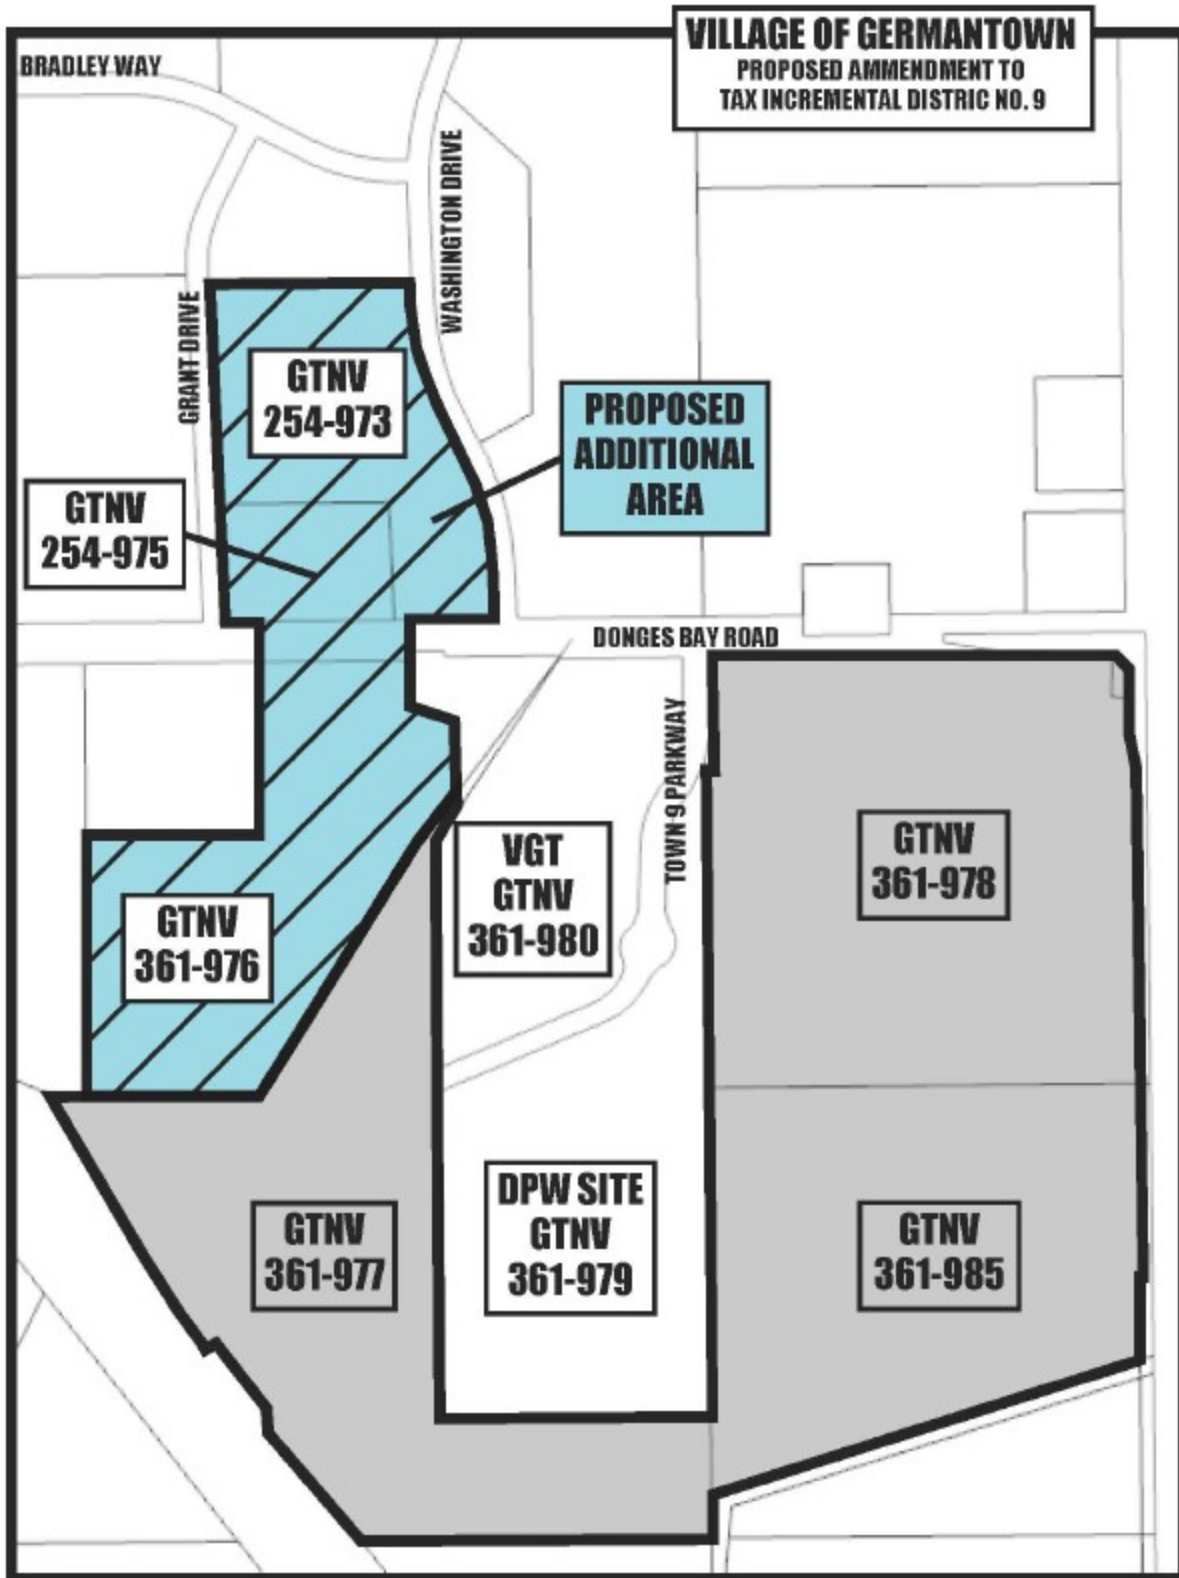 VILLAGE OF GERMANTOWN
PROPOSED AMMENDMENT TO
TAX INCREMENTAL DISTRIC NO. 9
BRADLEY WAY
WASHINGTON DRIVE
GRANT DRIVE
GTNV
254-973
PROPOSED
ADDITIONAL
AREA
GTNV
254-975
DONGES BAY ROAD
TOWN 9 PARKWAY
VGT
GTNV
361-980
GTNV
361-978
GTNV
361-976
DPW SITE
GTNV
361-979
GTNV
361-977
GTNV
361-985